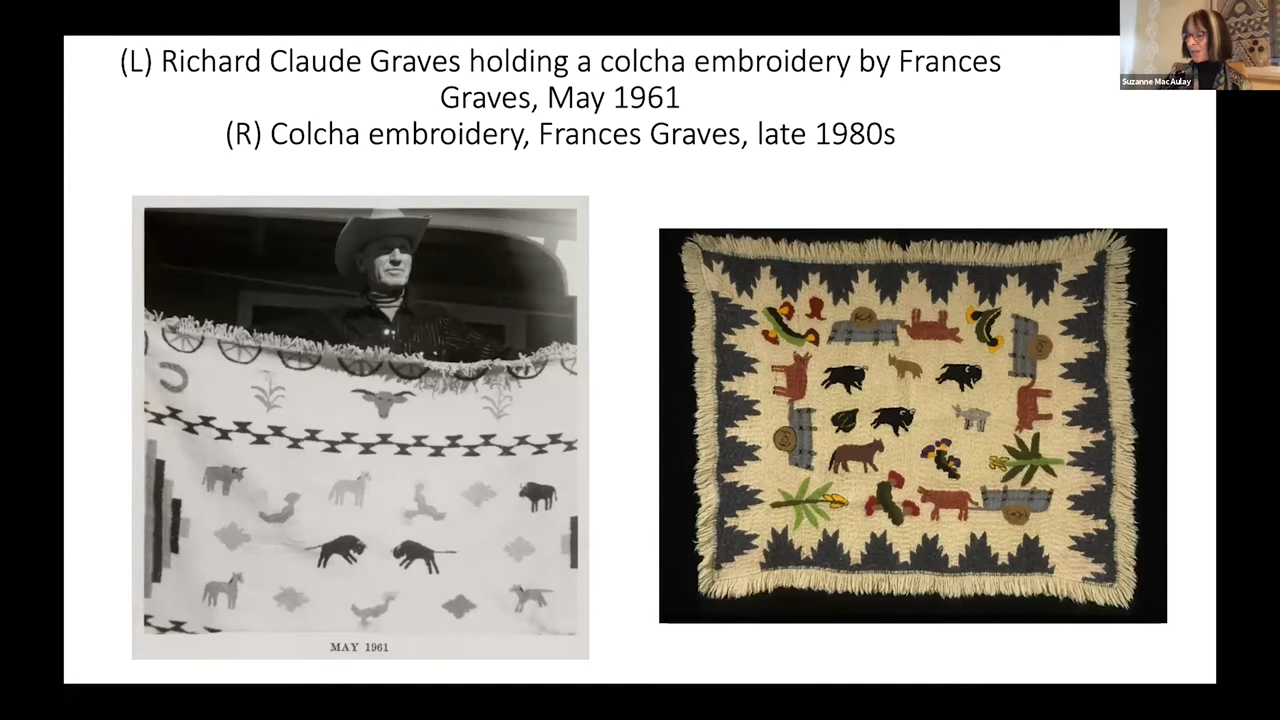 (L) Richard Claude Graves holding a colcha embroidery by Frances
Graves, May 1961
(R) Colcha embroidery, Frances Graves, late 1980s
Suzanne MacAulay
MAY 1961